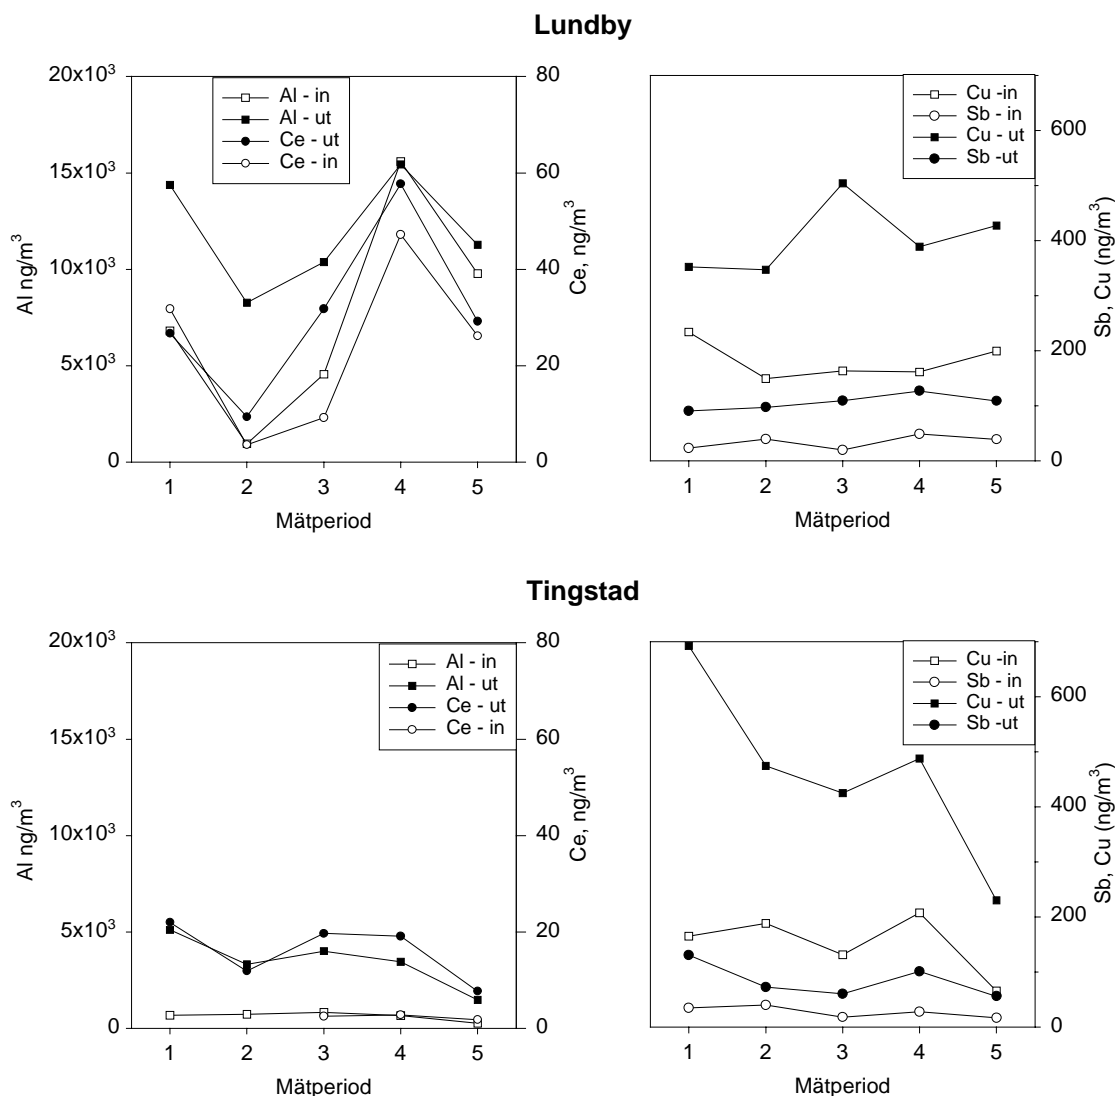 Lundby
20x10³
15x10³
10x10³
5x10³
0
Al ng/m³
80
60
40
20
0
Ce, ng/m³
Al - in
Al - ut
Ce - ut
Ce - in
1 2 3 4 5
Mätperiod
Cu -in
Sb - in
Cu - ut
Sb -ut
600
400
200
0
Sb, Cu (ng/m³)
1 2 3 4 5
Mätperiod
Tingstad
20x10³
15x10³
10x10³
5x10³
0
Al ng/m³
80
60
40
20
0
Ce, ng/m³
Al - in
Al - ut
Ce - ut
Ce - in
1 2 3 4 5
Mätperiod
Cu -in
Sb - in
Cu - ut
Sb -ut
600
400
200
0
Sb, Cu (ng/m³)
1 2 3 4 5
Mätperiod